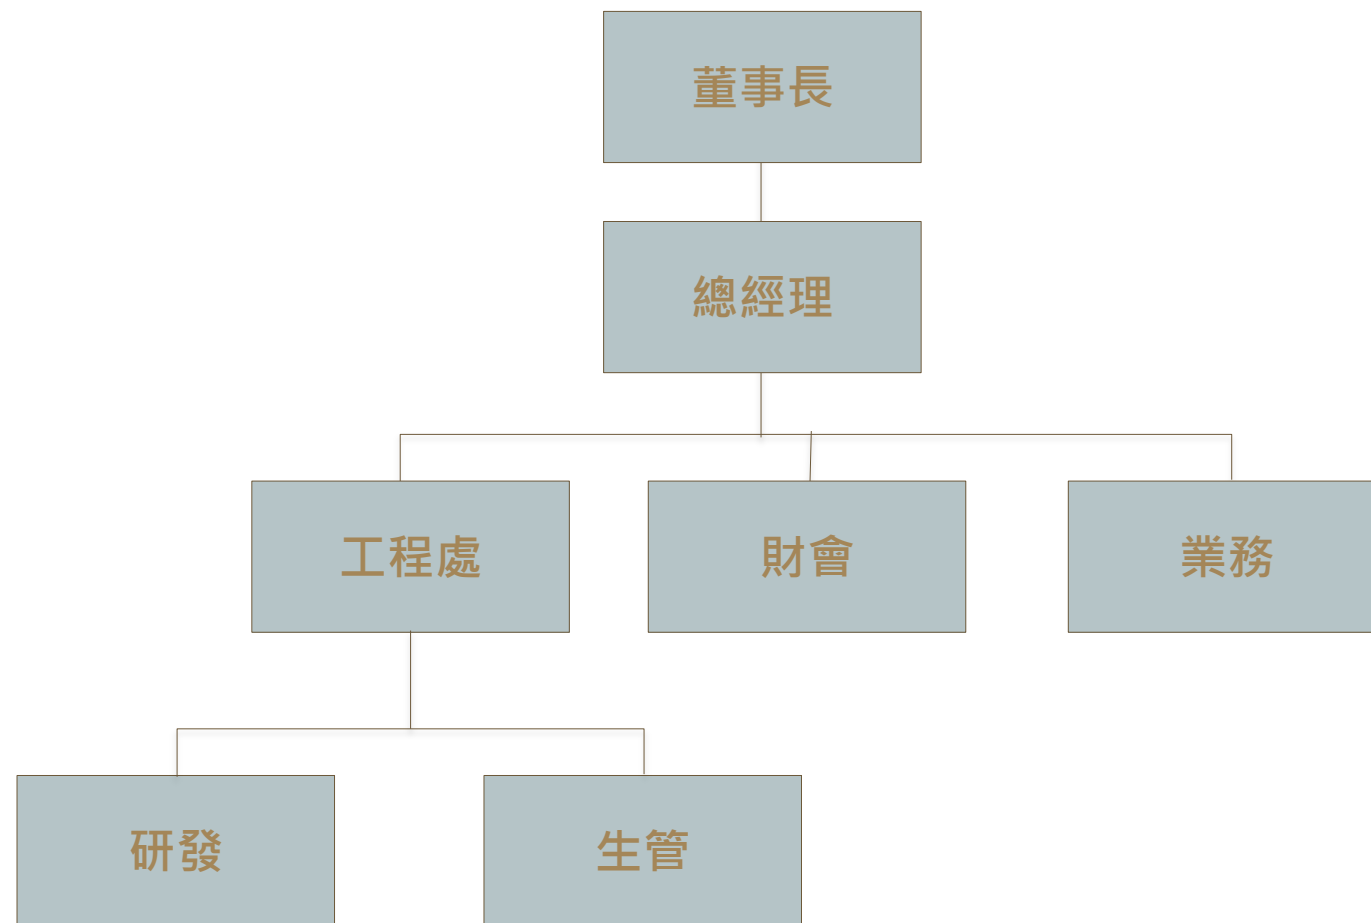 董事長
總經理
工程處
財會
業務
研發
生管